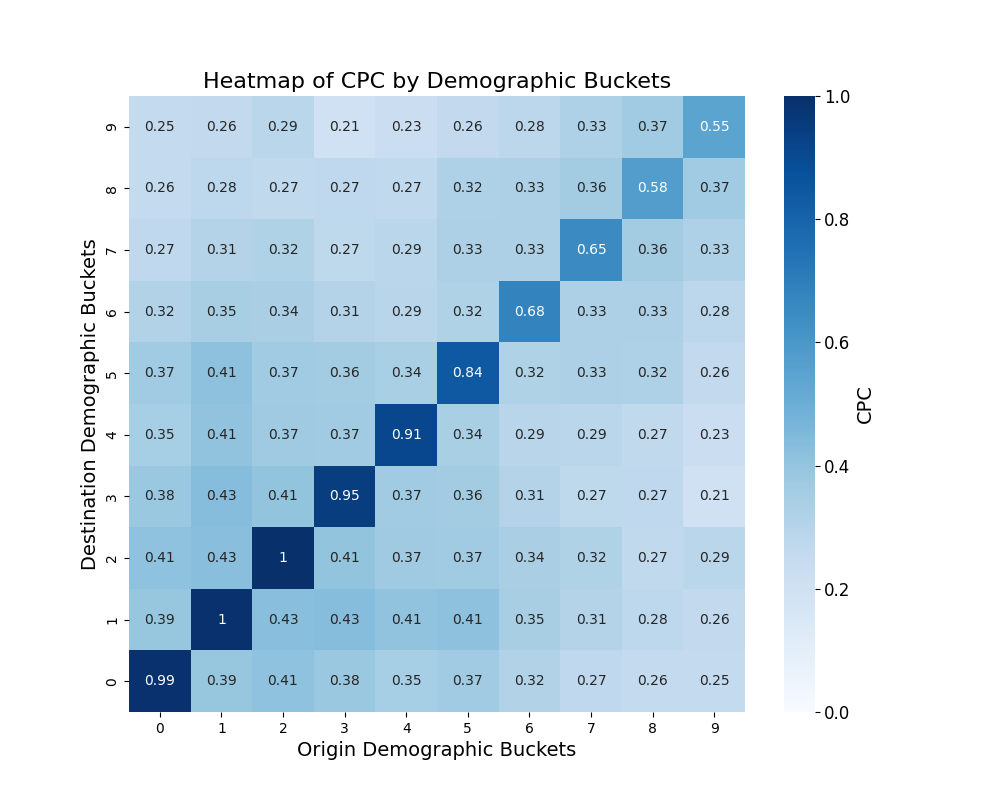 Heatmap of CPC by Demographic Buckets
9 0.25 0.26 0.29 0.21 0.23 0.26 0.28 0.33 0.37 0.55
8 0.26 0.28 0.27 0.27 0.27 0.32 0.33 0.36 0.58 0.37
7 0.27 0.31 0.32 0.27 0.29 0.33 0.33 0.65 0.36 0.33
6 0.32 0.35 0.34 0.31 0.29 0.32 0.68 0.33 0.33 0.28
5 0.37 0.41 0.37 0.36 0.34 0.84 0.32 0.33 0.32 0.26
4 0.35 0.41 0.37 0.37 0.91 0.34 0.29 0.29 0.27 0.23
3 0.38 0.43 0.41 0.95 0.37 0.36 0.31 0.27 0.27 0.21
2 0.41 0.43 1 0.41 0.37 0.37 0.34 0.32 0.27 0.29
1 0.39 1 0.43 0.43 0.41 0.41 0.35 0.31 0.28 0.26
0 0.99 0.39 0.41 0.38 0.35 0.37 0.32 0.27 0.26 0.25
0 1 2 3 4 5 6 7 8 9
Origin Demographic Buckets
Destination Demographic Buckets
1.0
0.8
0.6
0.4
0.2
0.0
CPC